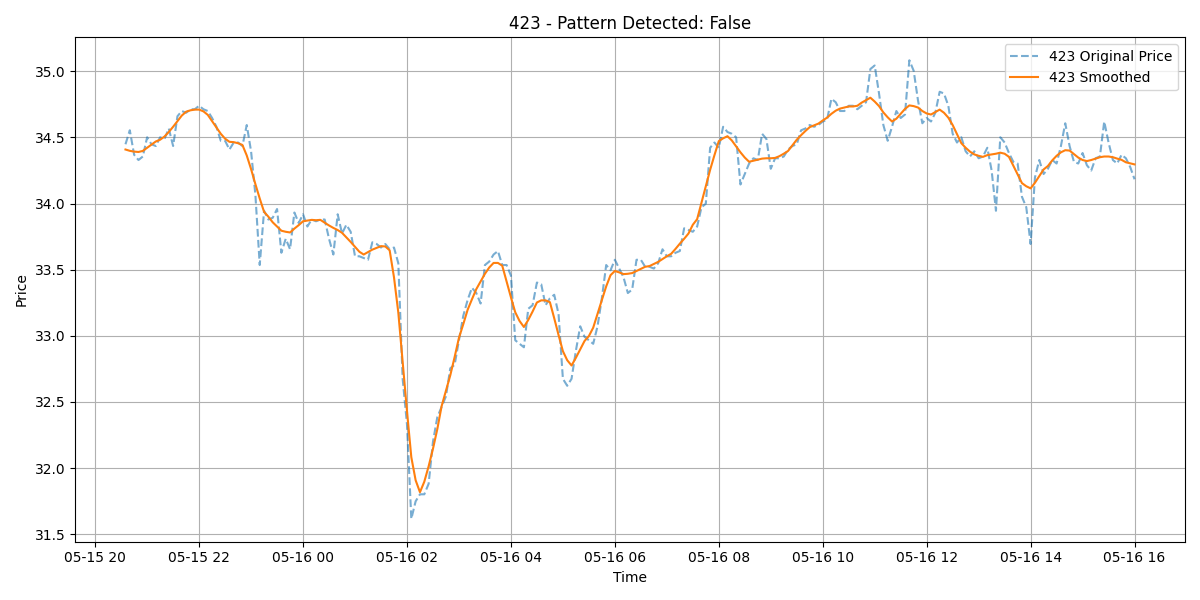 423 - Pattern Detected: False
423 Original Price
423 Smoothed
Price
35.0
34.5
34.0
33.5
33.0
32.5
32.0
31.5
05-15 20 05-15 22 05-16 00 05-16 02 05-16 04 05-16 06 05-16 08 05-16 10 05-16 12 05-16 14 05-16 16
Time